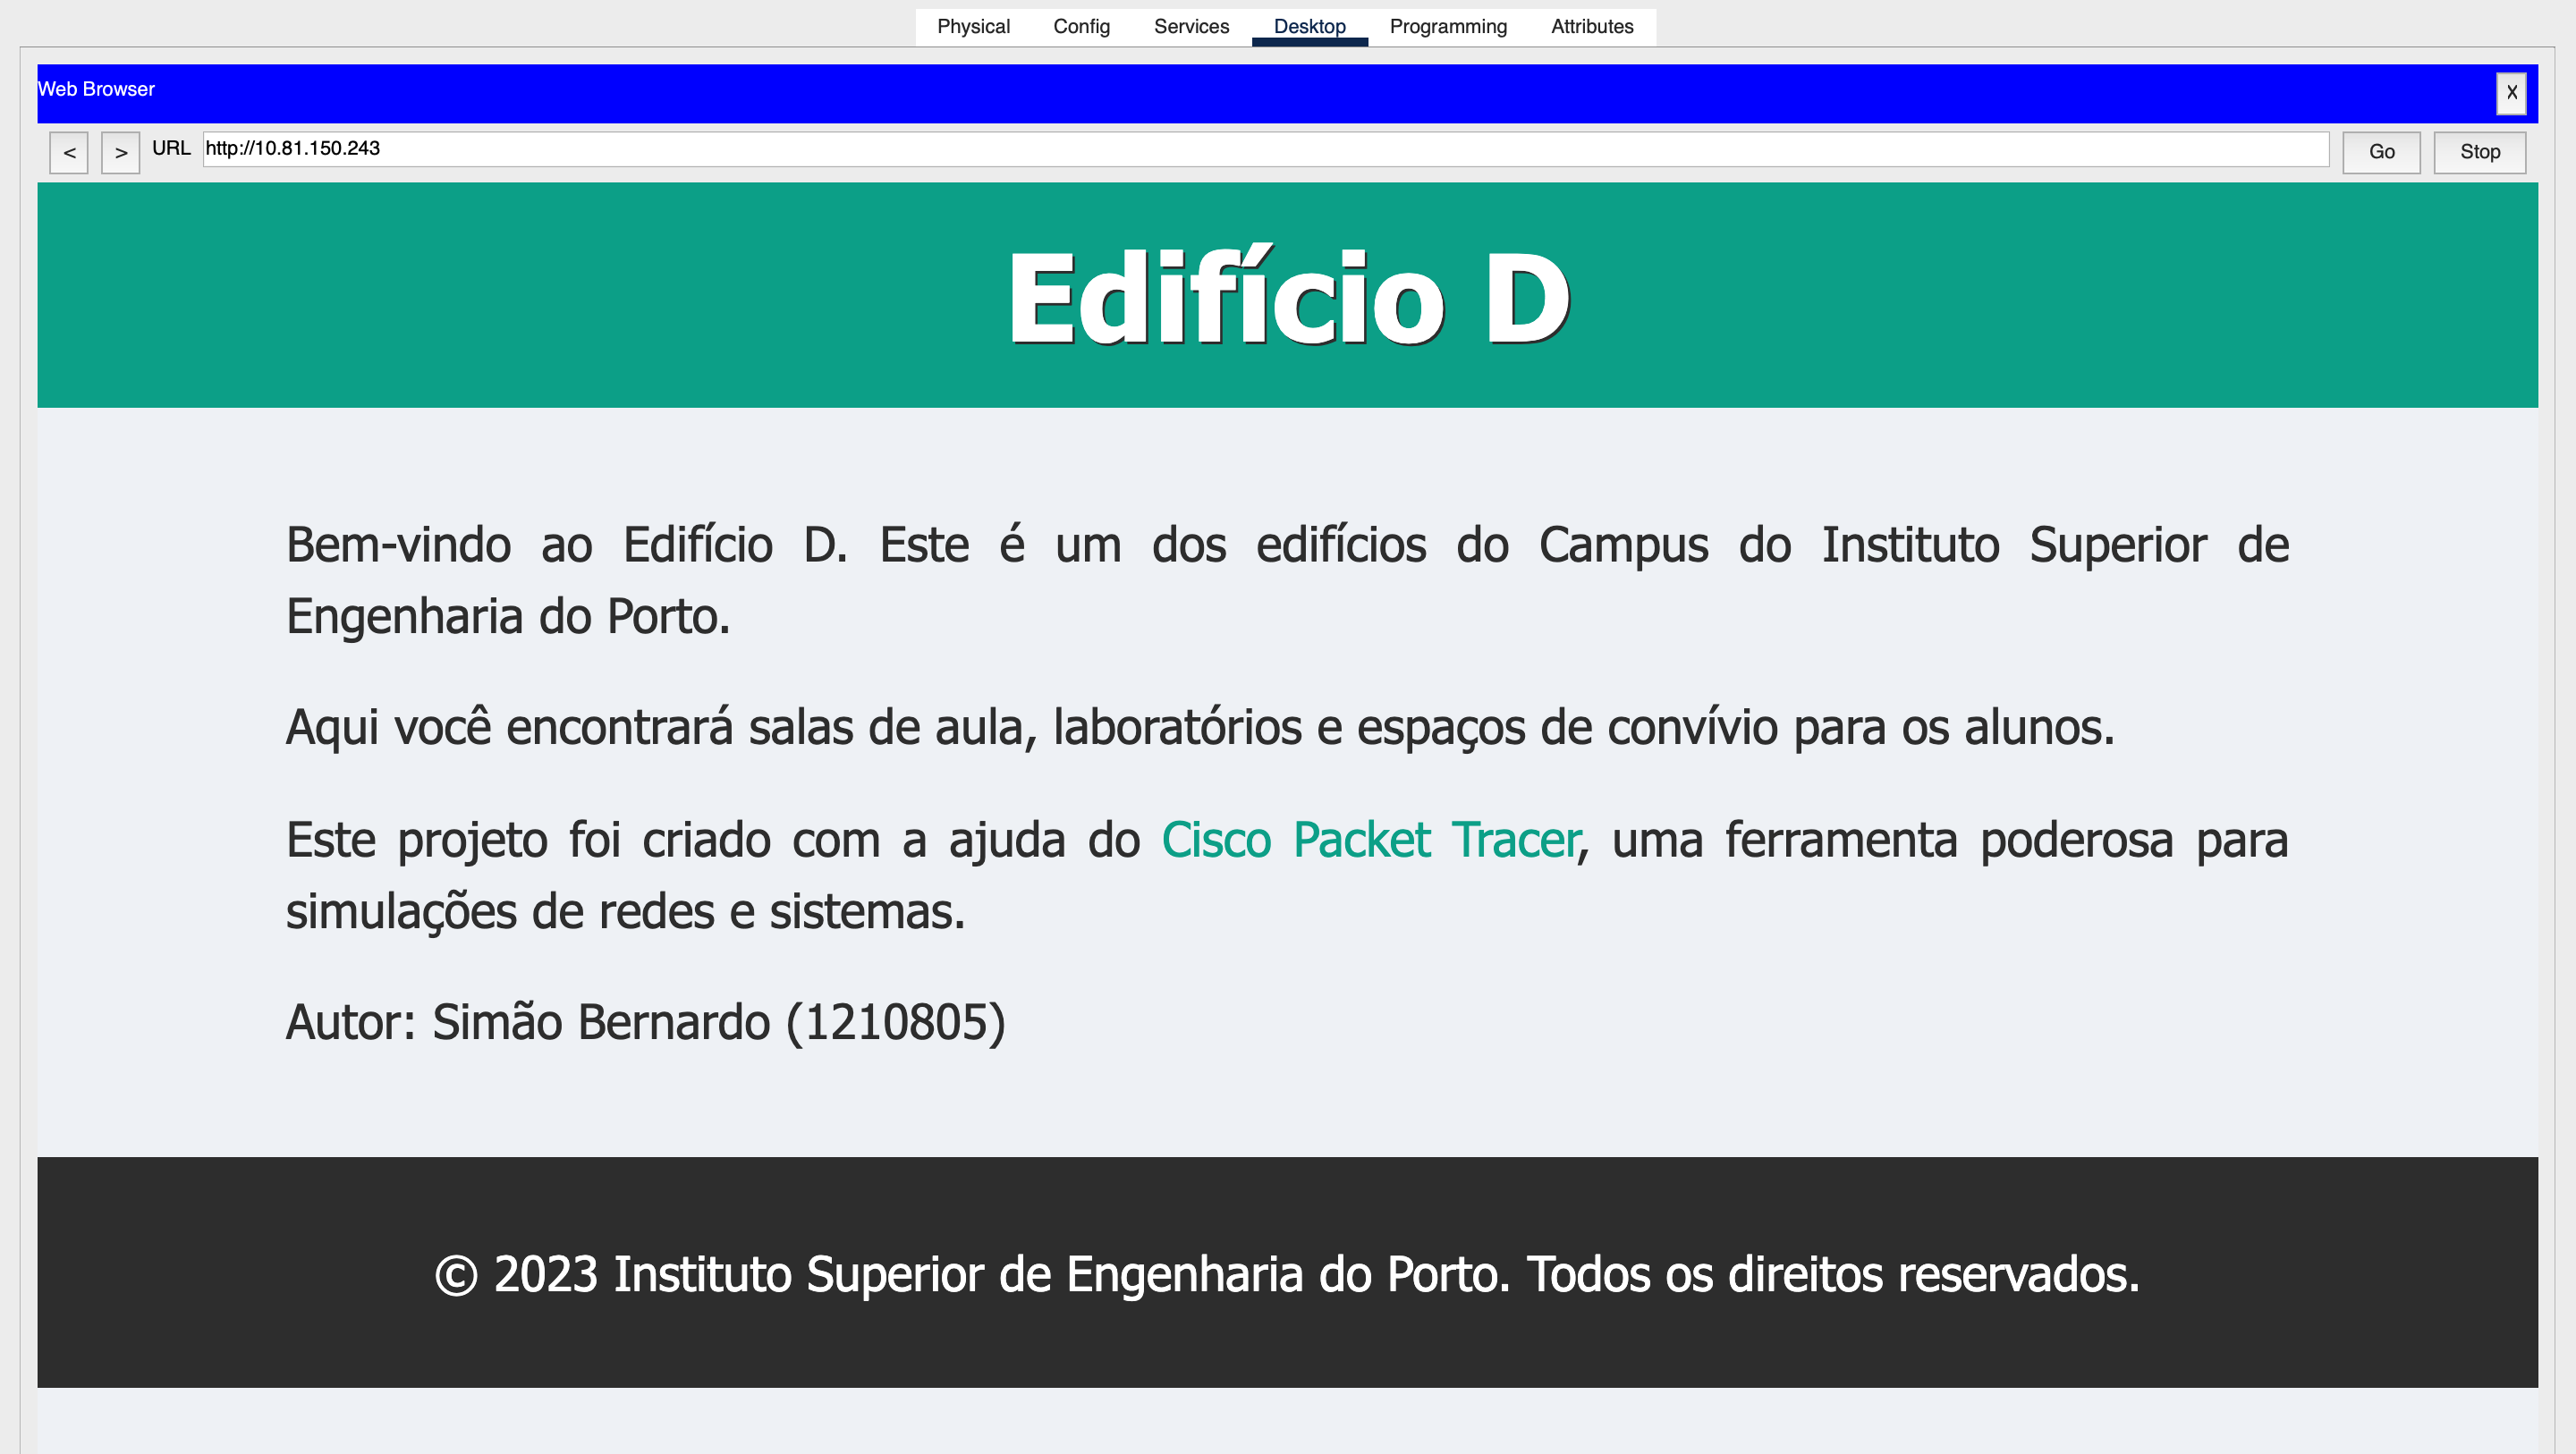 Physical Config Services Desktop Programming Attributes
Web Browser X
< > URL http://10.81.150.243 Go Stop
Edifício D
Bem-vindo ao Edifício D. Este é um dos edifícios do Campus do Instituto Superior de
Engenharia do Porto.
Aqui você encontrará salas de aula, laboratórios e espaços de convívio para os alunos.
Este projeto foi criado com a ajuda do Cisco Packet Tracer, uma ferramenta poderosa para
simulações de redes e sistemas.
Autor: Simão Bernardo (1210805)
© 2023 Instituto Superior de Engenharia do Porto. Todos os direitos reservados.